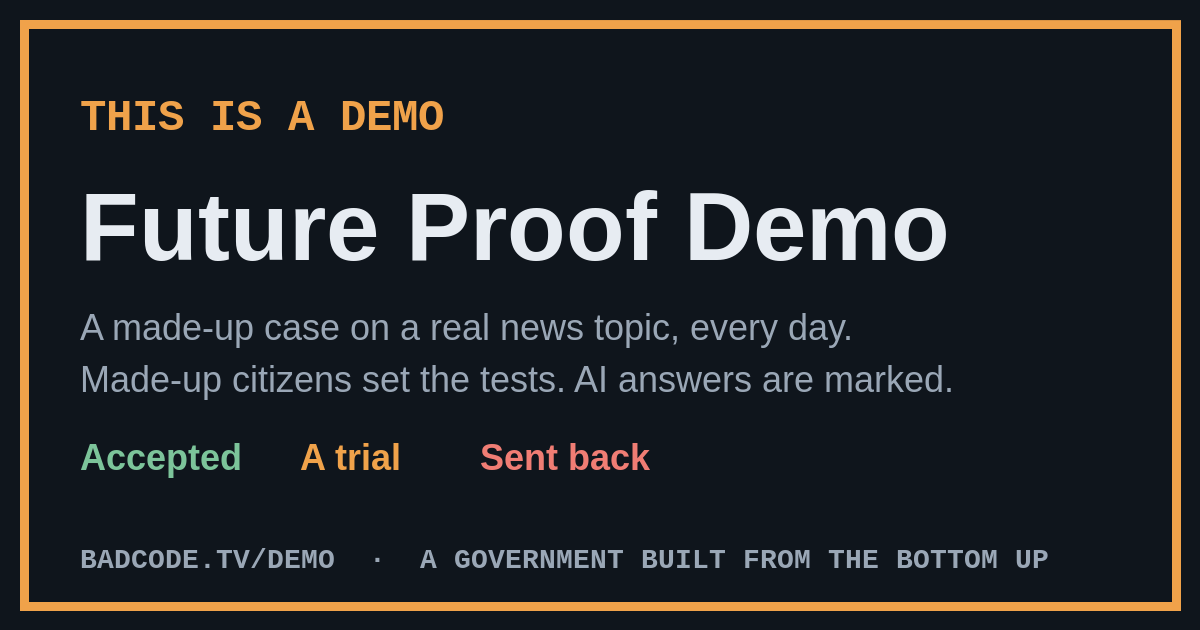 THIS IS A DEMO
Future Proof Demo
A made-up case on a real news topic, every day.
Made-up citizens set the tests. AI answers are marked.
Accepted A trial Sent back
BADCODE.TV/DEMO · A GOVERNMENT BUILT FROM THE BOTTOM UP